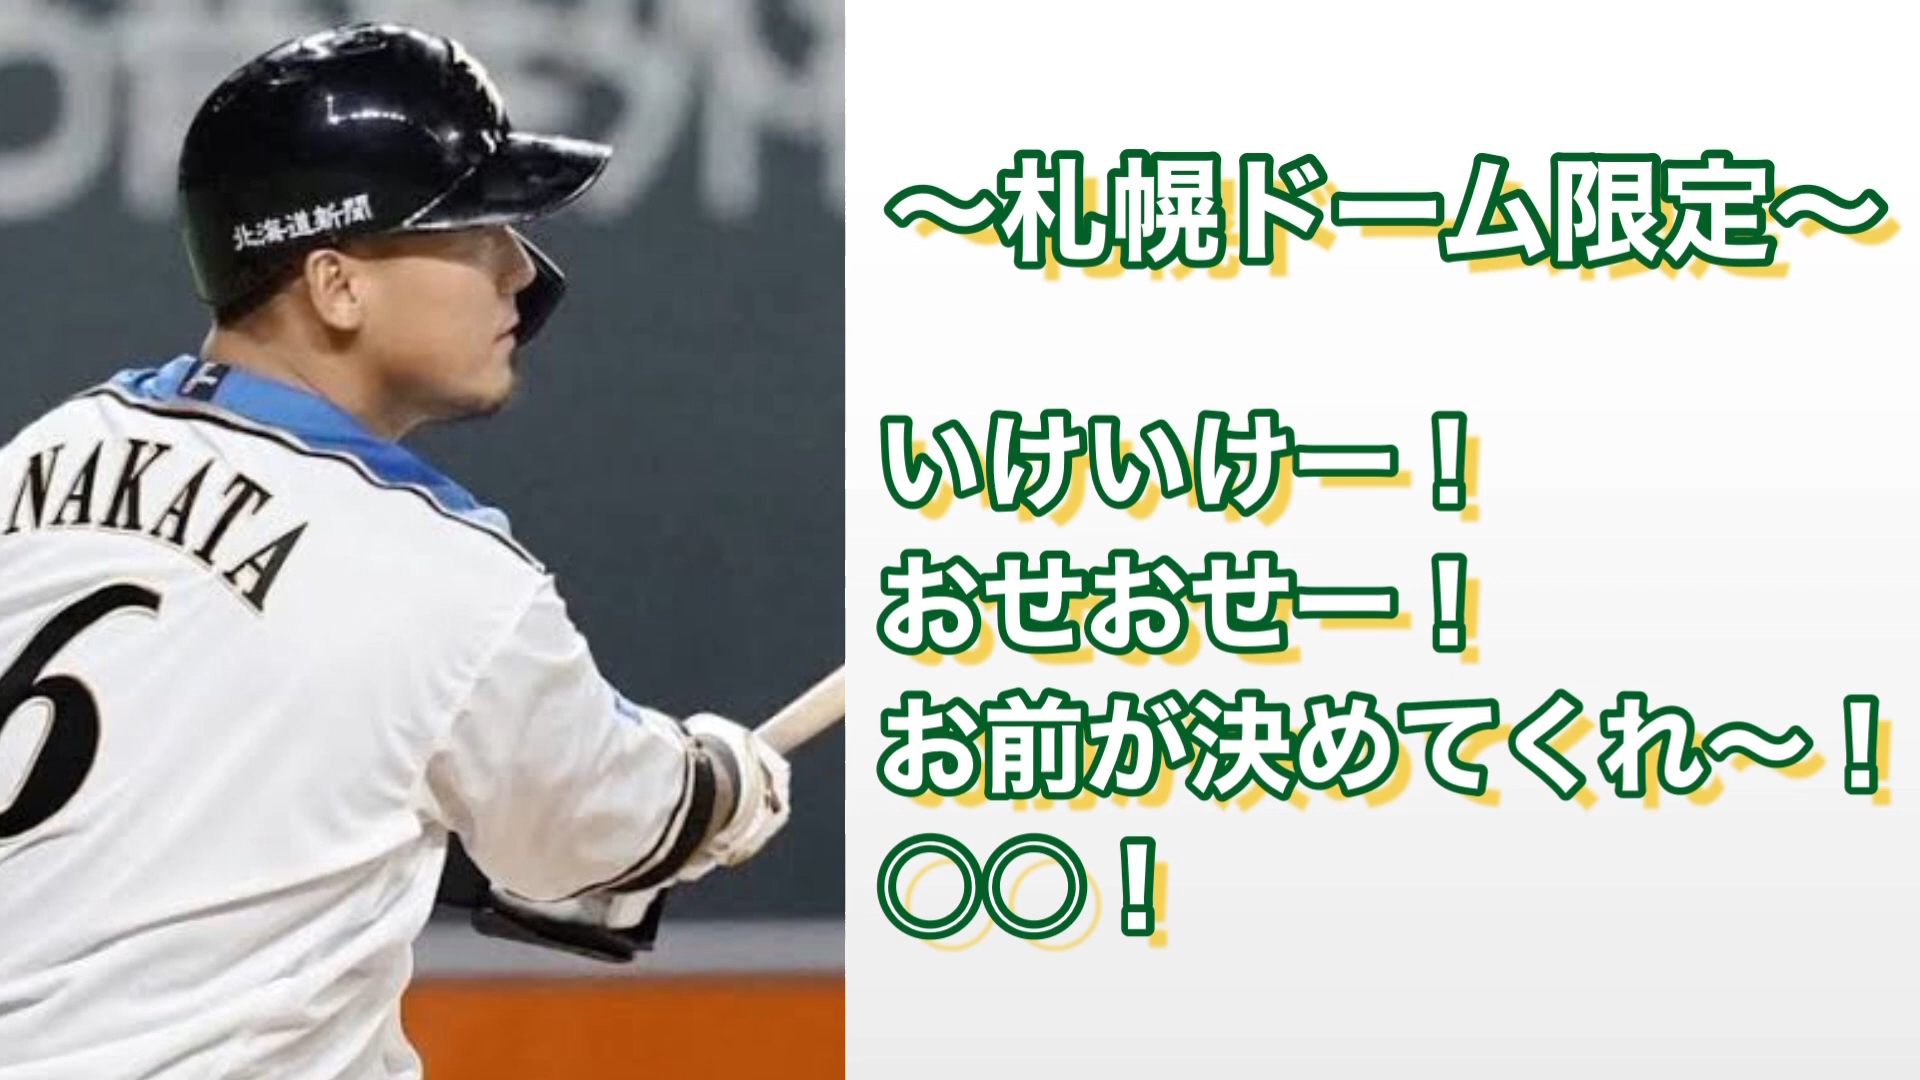 北海道新聞
NAKATA
6
～札幌ドーム限定～
いけいけー！
おせおせー！
お前が決めてくれ～！
○○！